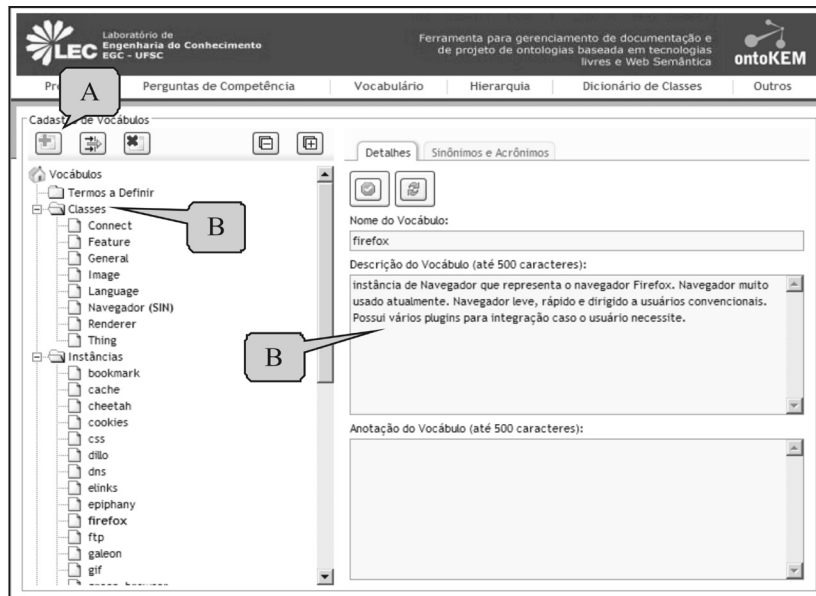 LEC
Laboratório de
Engenharia do Conhecimento
EGC - UFSC
Ferramenta para gerenciamento de documentação e
de projeto de ontologias baseada em tecnologias
livres e Web Semântica
ontoKEM
Perguntas de Competência
Vocabulário
Hierarquia
Dicionário de Classes
Outros
A
de Vocábulos
Vocábulos
Termos a Definir
Classes
Connect
Feature
General
Image
Language
Navegador (SIN)
Renderer
Thing
Instâncias
bookmark
cache
cheetah
cookies
css
dillo
dns
elinks
epiphany
firefox
ftp
galeon
gif
B
Detalhes
Sinônimos e Acrônimos
Nome do Vocábulo:
firefox
Descrição do Vocábulo (até 500 caracteres):
instância de Navegador que representa o navegador Firefox. Navegador muito
usado atualmente. Navegador leve, rápido e dirigido a usuários convencionais.
Possui vários plugins para integração caso o usuário necessite.
B
Anotação do Vocábulo (até 500 caracteres):